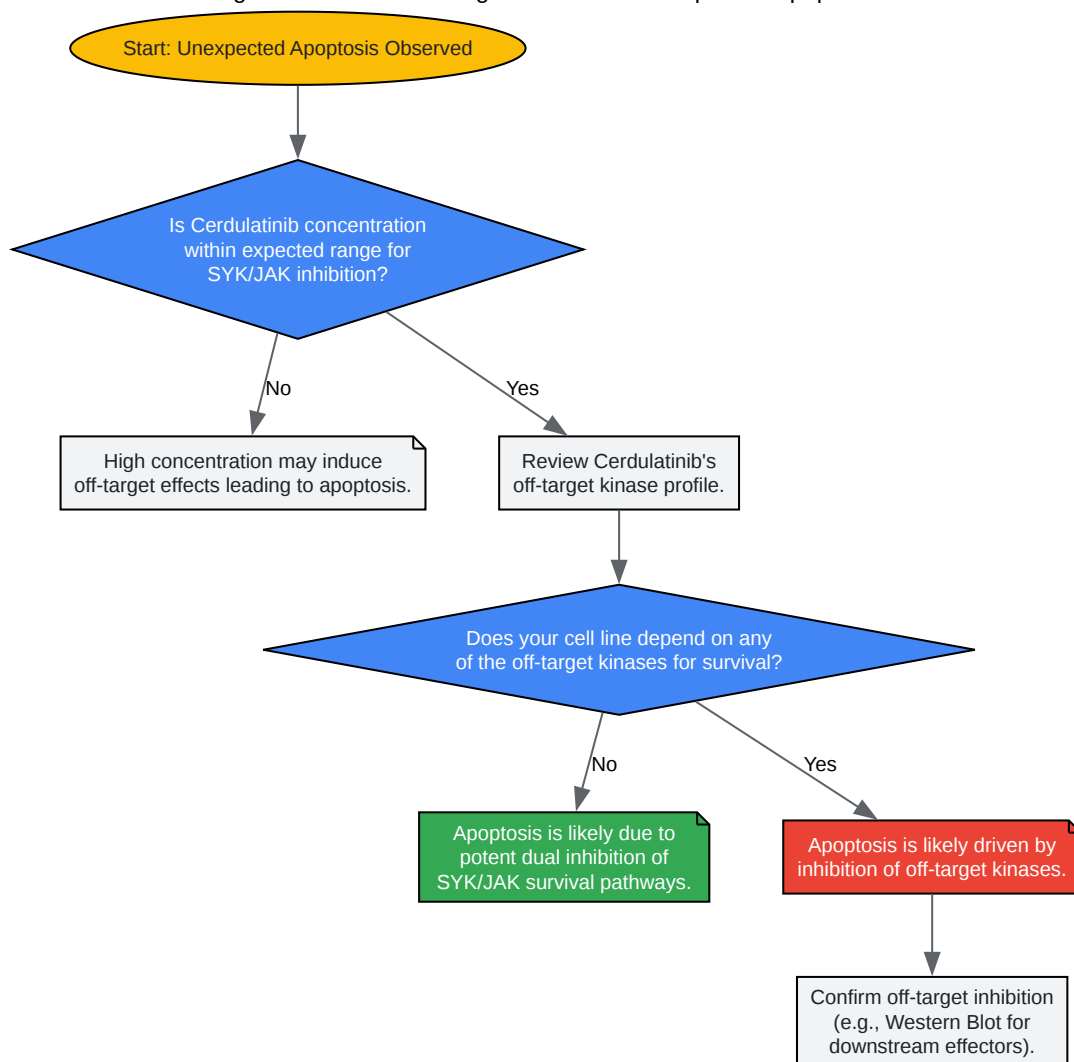 Start: Unexpected Apoptosis Observed
Is Cerdulatinib concentration
within expected range for
SYK/JAK inhibition?
No
Yes
High concentration may induce
off-target effects leading to apoptosis.
Review Cerdulatinib's
off-target kinase profile.
Does your cell line depend on any
of the off-target kinases for survival?
No
Yes
Apoptosis is likely due to
potent dual inhibition of
SYK/JAK survival pathways.
Apoptosis is likely driven by
inhibition of off-target kinases.
Confirm off-target inhibition
(e.g., Western Blot for
downstream effectors).